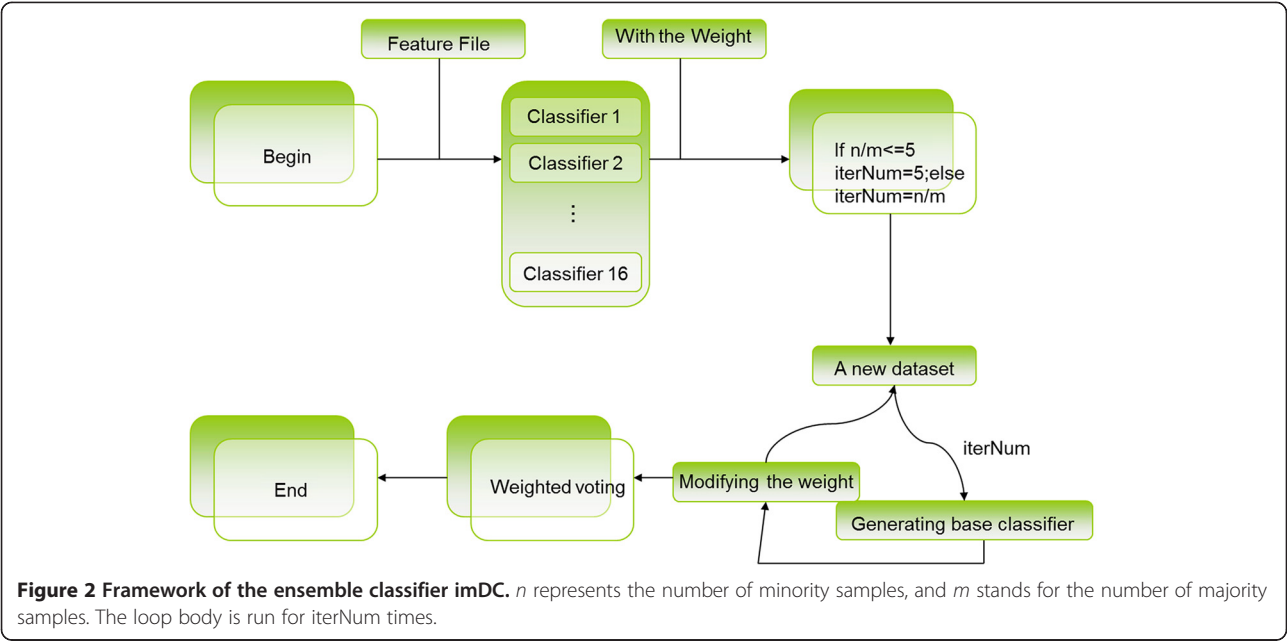 Feature File
With the Weight
Begin
Classifier 1
Classifier 2
⋮
Classifier 16
If n/m<=5
iterNum=5;else
iterNum=n/m
A new dataset
iterNum
Generating base classifier
Modifying the weight
Weighted voting
End
Figure 2 Framework of the ensemble classifier imDC. n represents the number of minority samples, and m stands for the number of majority
samples. The loop body is run for iterNum times.